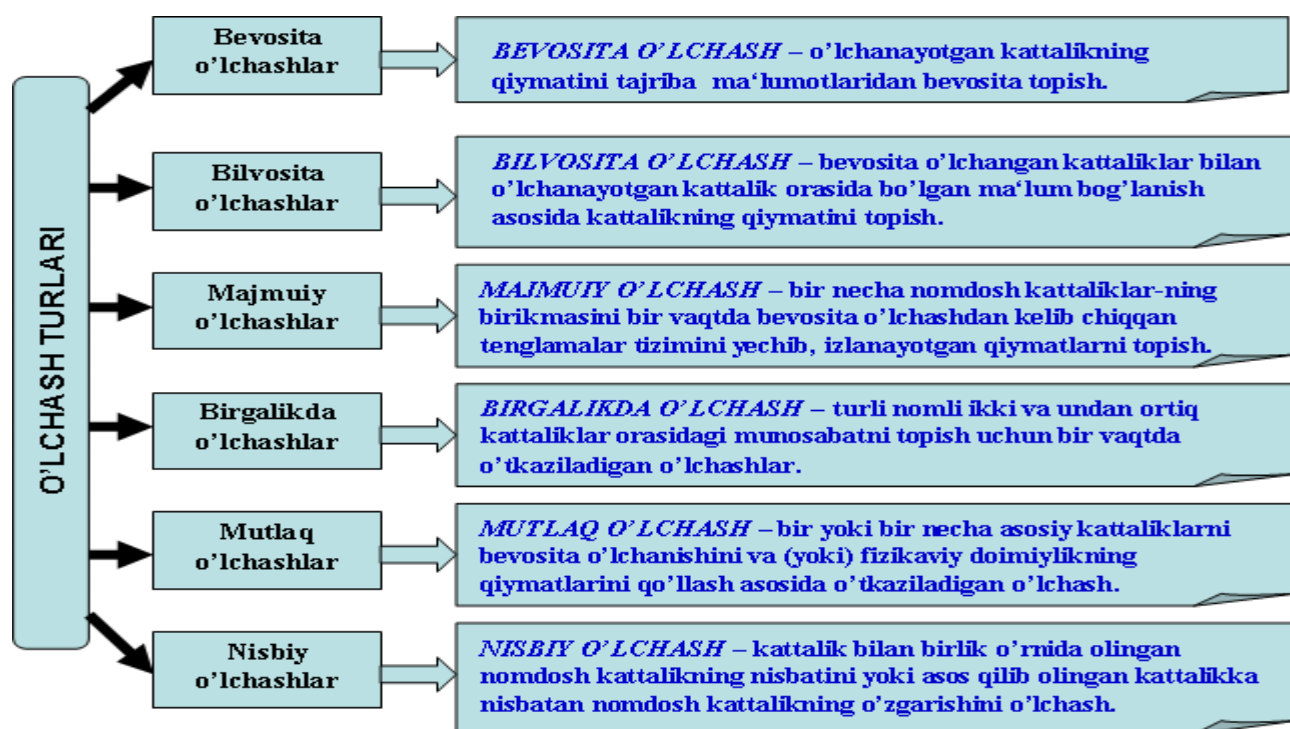 O’LCHASH TURLARI
Bevosita
o’lchashlar
BEVOSITA O’LCHASH – o’lchanayotgan kattalikning
qiymatini tajriba ma‘lumotlaridan bevosita topish.
Bilvosita
o’lchashlar
BILVOSITA O’LCHASH – bevosita o’lchangan kattaliklar bilan
o’lchanayotgan kattalik orasida bo’lgan ma‘lum bog’lanish
asosida kattalikning qiymatini topish.
Majmuiy
o’lchashlar
MAJMUIY O’LCHASH – bir necha nomdosh kattaliklar-ning
birikmasini bir vaqtda bevosita o’lchashdan kelib chiqqan
tenglamalar tizimini yechib, izlanayotgan qiymatlarni topish.
Birgalikda
o’lchashlar
BIRGALIKDA O’LCHASH – turli nomli ikki va undan ortiq
kattaliklar orasidagi munosabatni topish uchun bir vaqtda
o’tkaziladigan o’lchashlar.
Mutlaq
o’lchashlar
MUTLAQ O’LCHASH – bir yoki bir necha asosiy kattaliklarni
bevosita o’lchanishini va (yoki) fizikaviy doimiylikning
qiymatlarini qo’llash asosida o’tkaziladigan o’lchash.
Nisbiy
o’lchashlar
NISBIY O’LCHASH – kattalik bilan birlik o’rnida olingan
nomdosh kattalikning nisbatini yoki asos qilib olingan kattalikka
nisbatan nomdosh kattalikning o’zgarishini o’lchash.